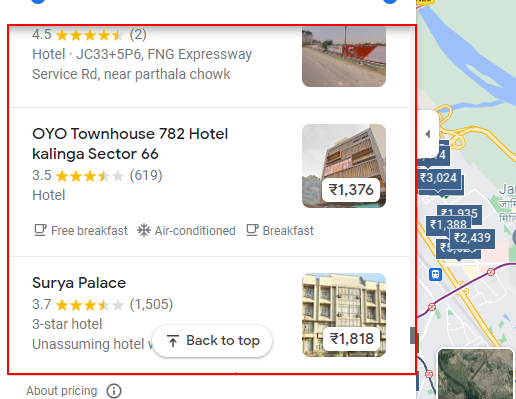 4.5 (2)
Hotel · JC33+5P6, FNG Expressway
Service Rd, near parthala chowk
OYO Townhouse 782 Hotel
kalinga Sector 66
3.5 (619)
Hotel
₹1,376
Free breakfast Air-conditioned Breakfast
Surya Palace
3.7 (1,505)
3-star hotel
Unassuming hotel
Back to top
₹1,818
About pricing
₹3,024
₹1,935
₹1,388
₹2,439